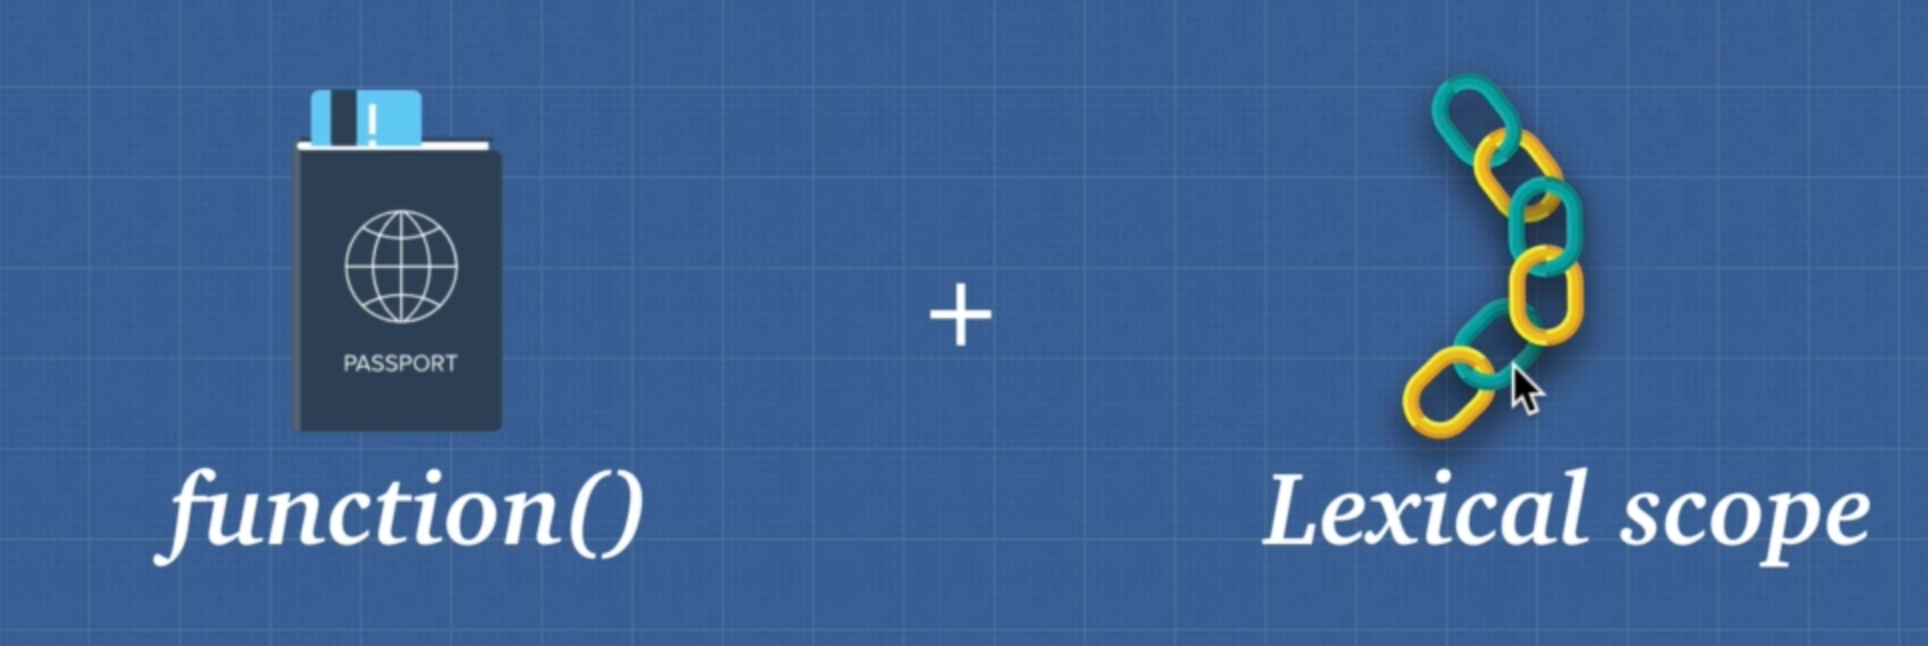 PASSPORT
+
function()
Lexical scope